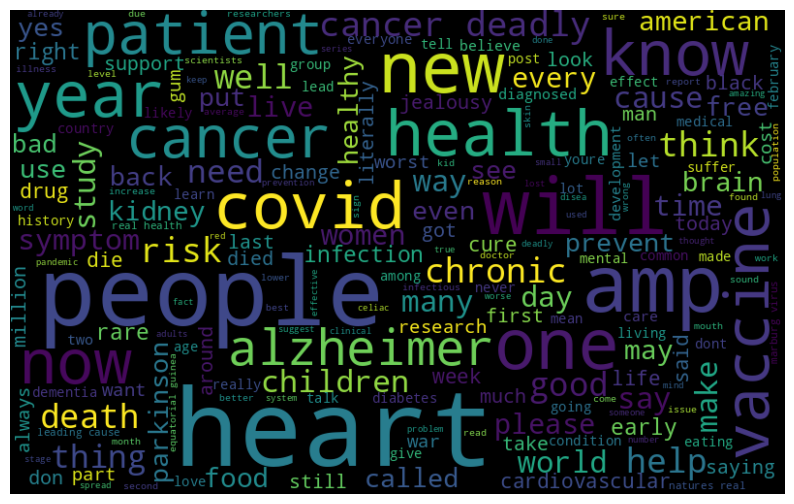 already due researchers
yes patient cancer deadly sure american
right support scientists everyone tell believe done series
illness level group lead post look
year gum well new every know
put literally jealousy diagnosed effect report black february
country likely live healthy keep average skin cause free amazing
bad cancer health man often medical cost
use study back need change worst youre let think population
drug increase learn prevention kid small suffer development brain
history word kidney real health sign reason lot disea wrong found lung
symptom red covid way see will time
risk last women even got used today thought
pandemic die died infection cure true deadly doctor prevent common made work
million fact lower among never mental sound
people chronic amp vaccine
rare best effective celiac infectious worse many day care mouth
two adults suggest clinical research first mean living dont marburg virus
now age around alzheimer one may said
dementia want really better system talk week much good life mind
always equatorial guinea children diabetes going come someone issue make
death parkinson heart please say
leading cause problem read early number
thing month war give take condition eating help world saying
don part stage love food still called cardiovascular
spread second natures real